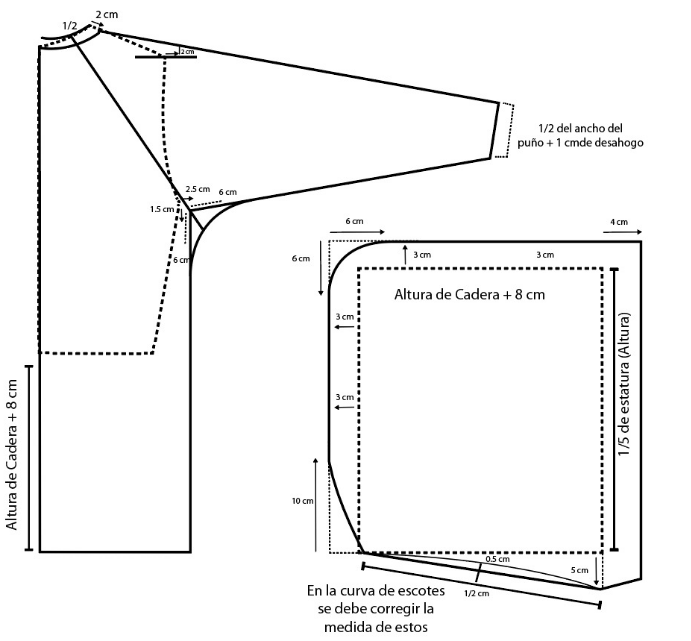 2 cm
1/2
2 cm
1/2 del ancho del
puño + 1 cmde desahogo
2.5 cm
6 cm
1.5 cm
6 cm
Altura de Cadera + 8 cm
6 cm
4 cm
6 cm
3 cm
3 cm
Altura de Cadera + 8 cm
3 cm
1/5 de estatura (Altura)
3 cm
10 cm
0.5 cm
5 cm
1/2 cm
En la curva de escotes
se debe corregir la
medida de estos